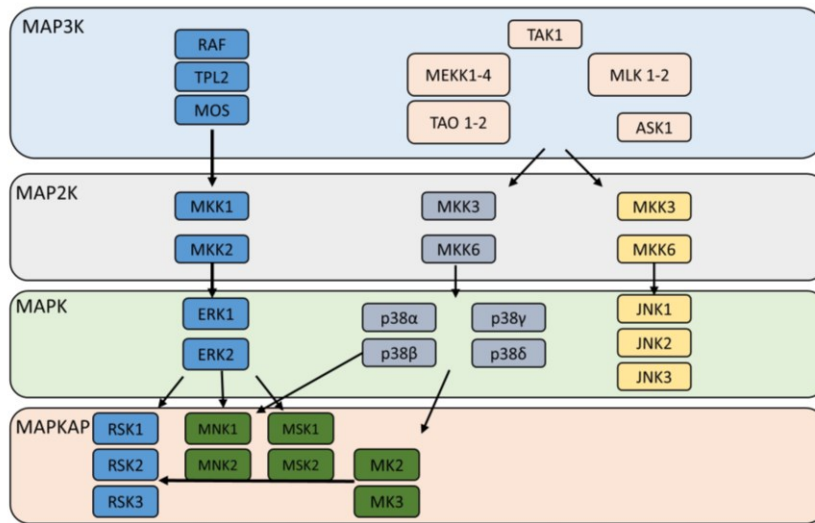 MAP3K
RAF
TPL2
MOS
TAK1
MEKK1-4
MLK 1-2
TAO 1-2
ASK1
MAP2K
MKK1
MKK2
MKK3
MKK6
MKK3
MKK6
MAPK
ERK1
ERK2
p38α
p38γ
p38β
p38δ
JNK1
JNK2
JNK3
MAPKAP
RSK1
RSK2
RSK3
MNK1
MNK2
MSK1
MSK2
MK2
MK3